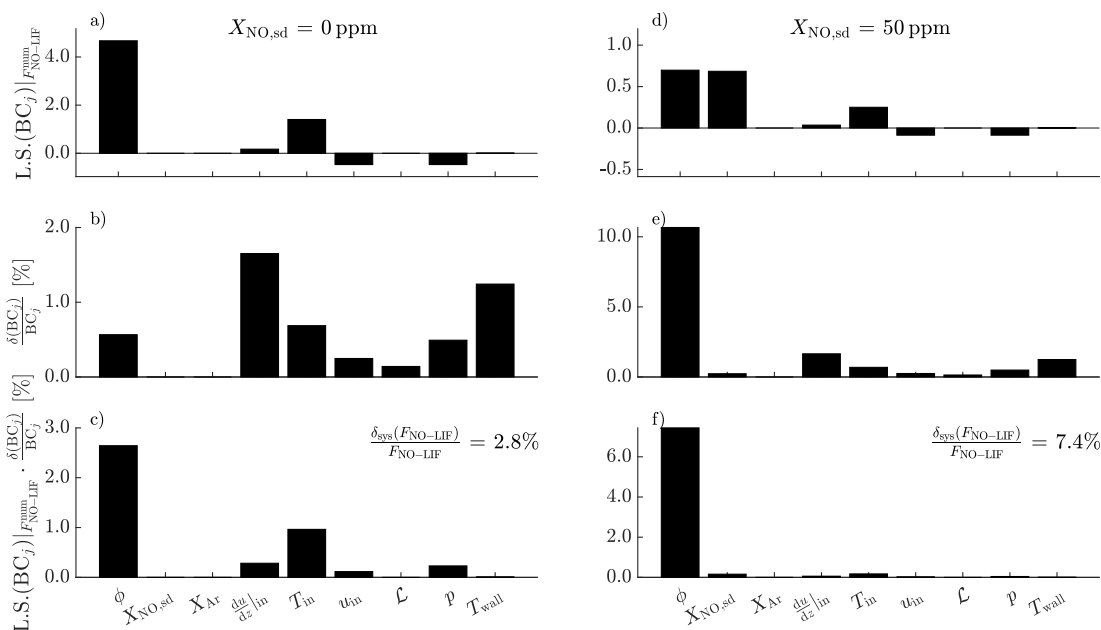 a)
X_NO,sd = 0 ppm
L.S.(BC_j)|_{F^num_NO−LIF}
4.0
2.0
0.0
b)
δ(BC_j)/BC_j [%]
2.0
1.0
0.0
c)
δ_sys(F_NO−LIF)/F_NO−LIF = 2.8%
L.S.(BC_j)|_{F^num_NO−LIF} · δ(BC_j)/BC_j [%]
3.0
2.0
1.0
0.0
ϕ X_NO,sd X_Ar du/dz|_in T_in u_in ℒ p T_wall
d)
X_NO,sd = 50 ppm
1.0
0.5
0.0
-0.5
e)
10.0
5.0
0.0
f)
δ_sys(F_NO−LIF)/F_NO−LIF = 7.4%
6.0
4.0
2.0
0.0
ϕ X_NO,sd X_Ar du/dz|_in T_in u_in ℒ p T_wall